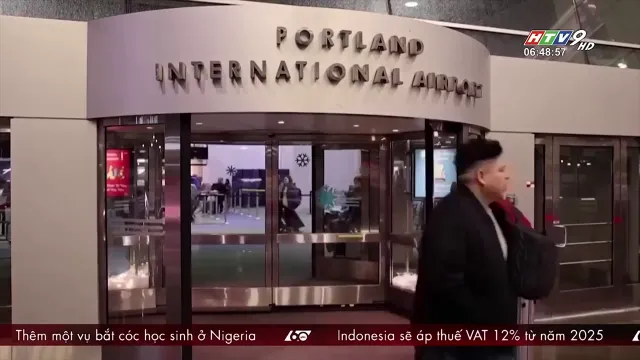 PORTLAND
INTERNATIONAL AIRPORT
HTV9 HD
06:48:57
Thêm một vụ bắt cóc học sinh ở Nigeria
60
Indonesia sẽ áp thuế VAT 12% từ năm 2025